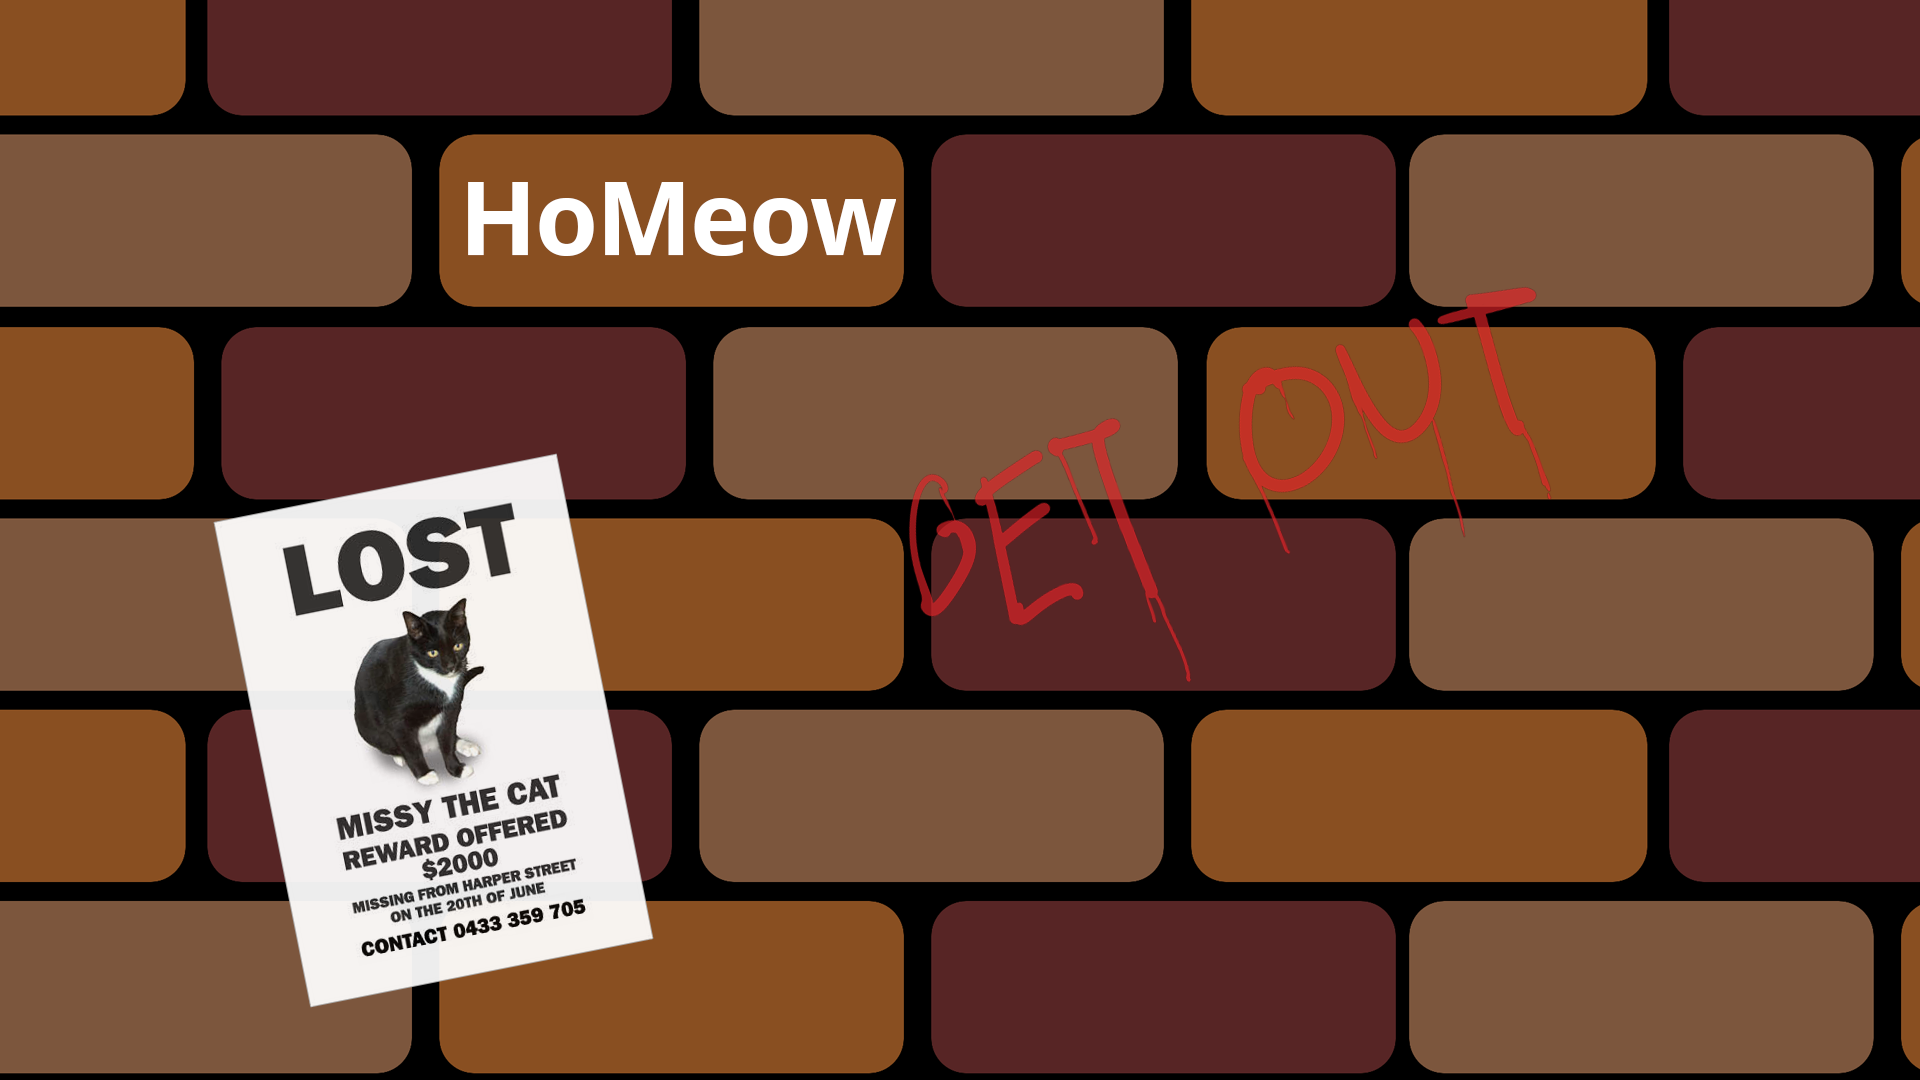 HoMeow
GET OUT
LOST
MISSY THE CAT
REWARD OFFERED
$2000
MISSING FROM HARPER STREET
ON THE 20TH OF JUNE
CONTACT 0433 359 705